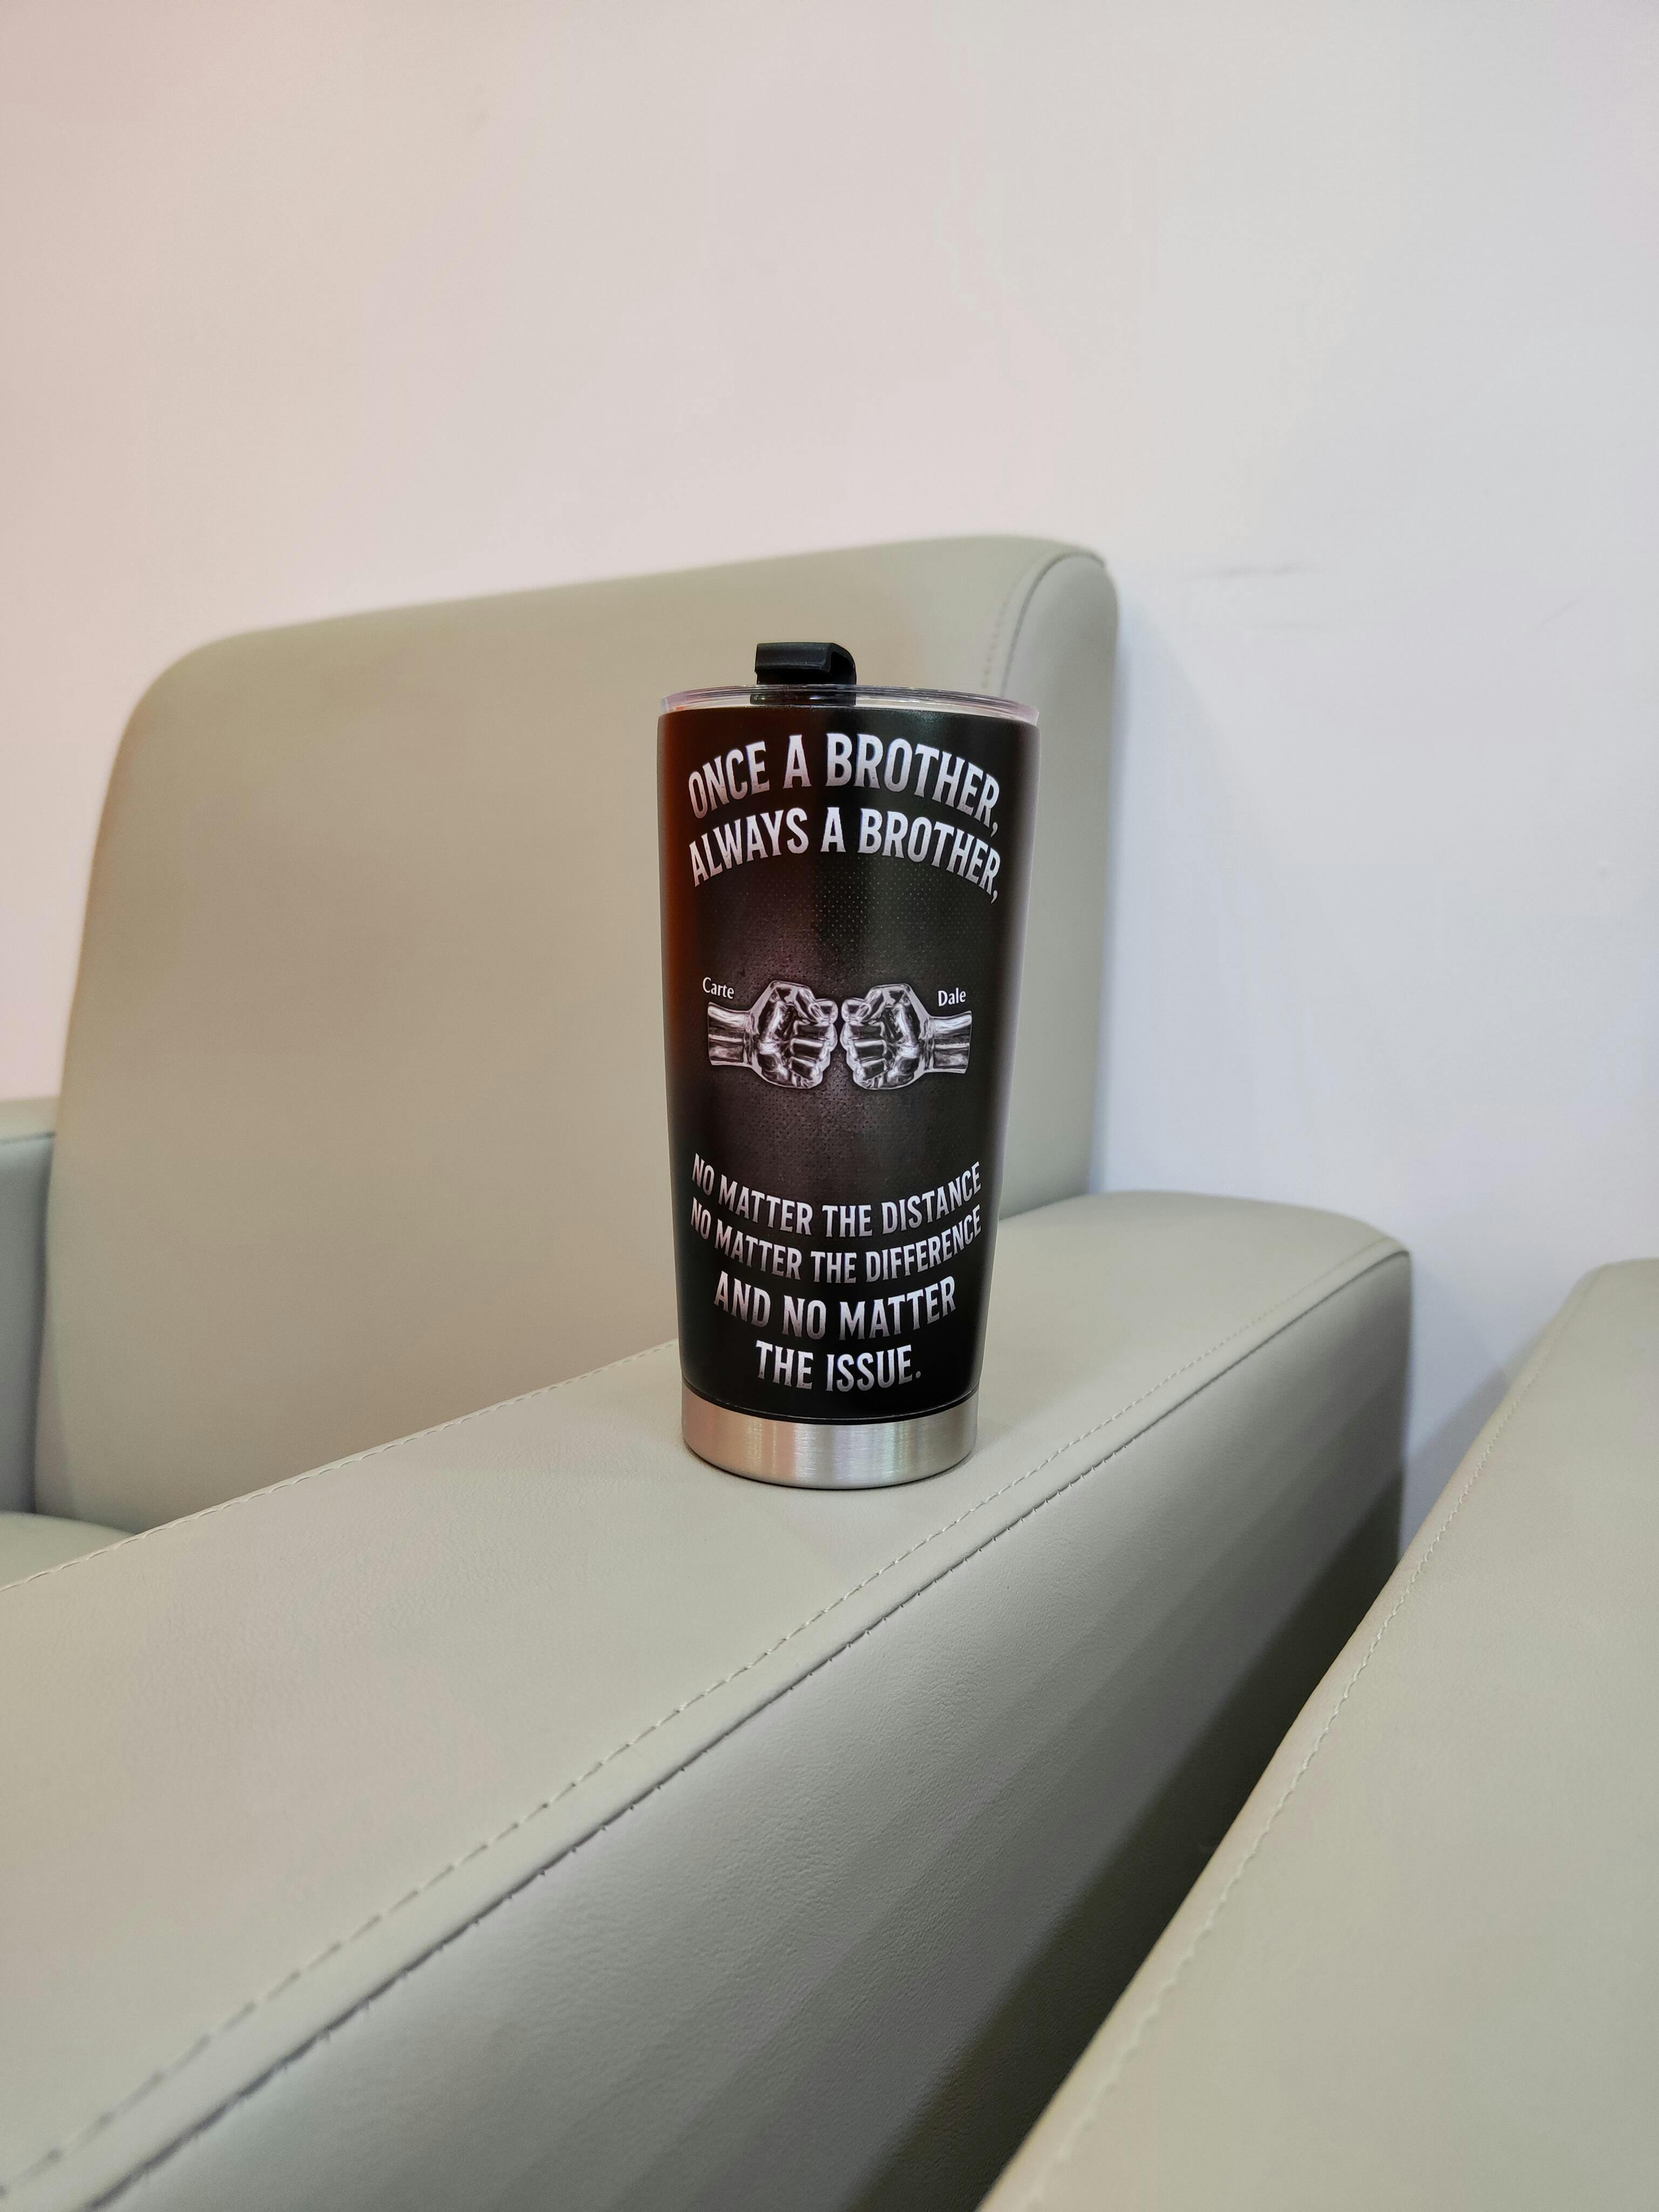 ONCE A BROTHER,
ALWAYS A BROTHER,
Carte
Dale
NO MATTER THE DISTANCE
NO MATTER THE DIFFERENCE
AND NO MATTER
THE ISSUE.